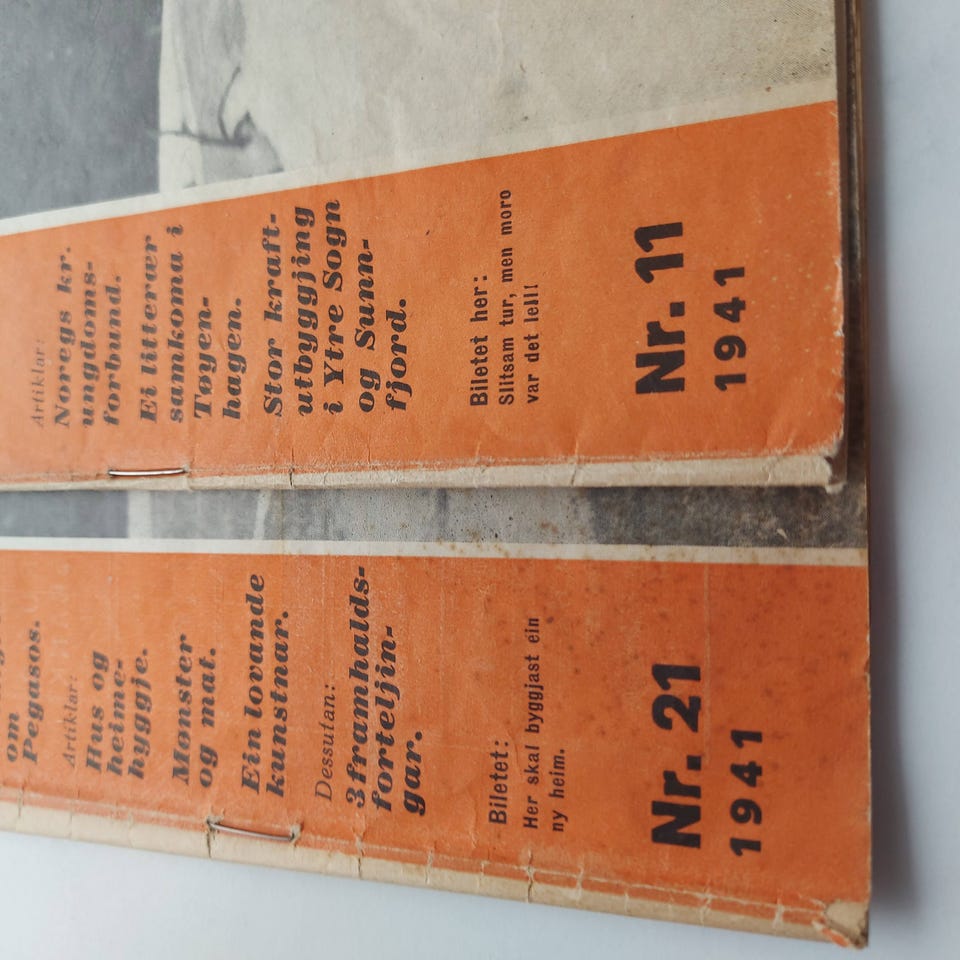 Artiklar:
Noregs kr.
ungdoms-
forbund.
Ei litterær
samkoma i
Tøyen-
hagen.
Stor kraft-
utbyggjing
i Ytre Sogn
og Sunn-
fjord.
Biletet her:
Slitsam tur, men moro
var det lell!
Nr. 11
1941
om
Pegasos.
Artiklar:
Hus og
heime-
hyggje.
Monster
og mat.
Ein lovande
kunstnar.
Dessutan:
3 framhalds-
forteljin-
gar.
Biletet:
Her skal byggjast ein
ny heim.
Nr. 21
1941